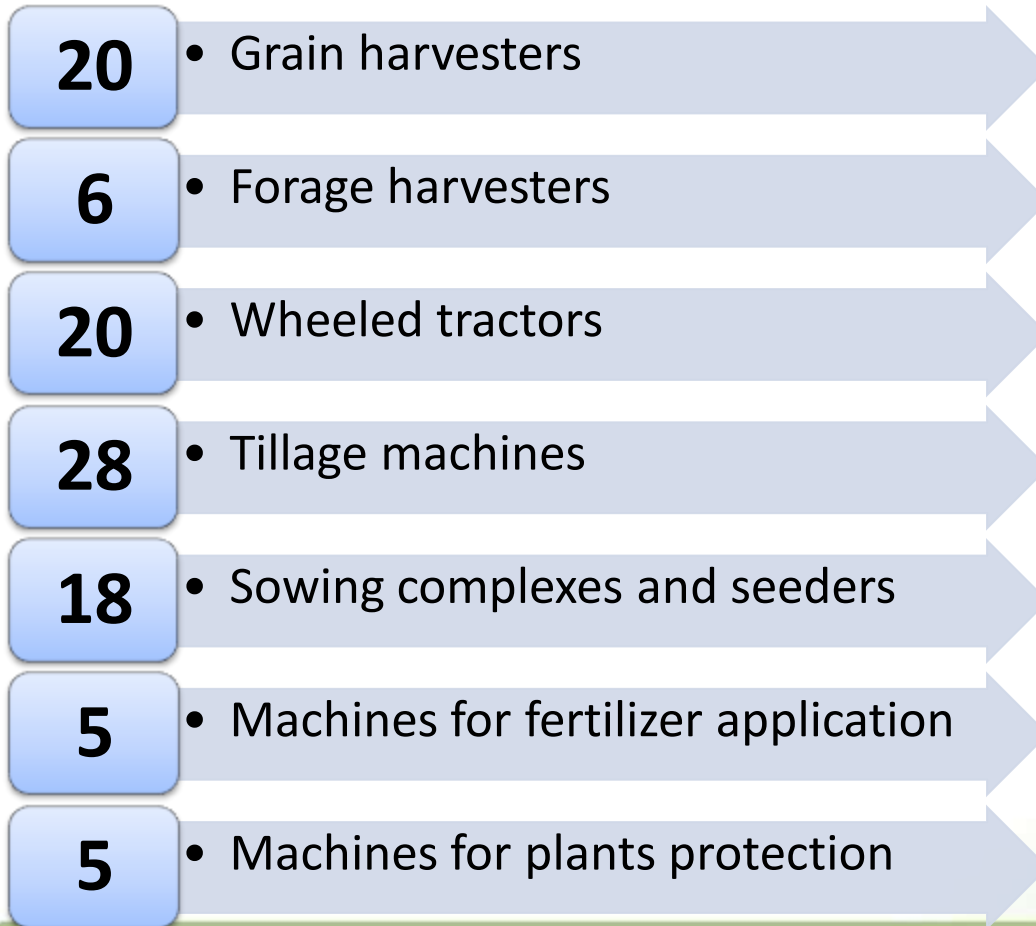 20 • Grain harvesters
6 • Forage harvesters
20 • Wheeled tractors
28 • Tillage machines
18 • Sowing complexes and seeders
5 • Machines for fertilizer application
5 • Machines for plants protection